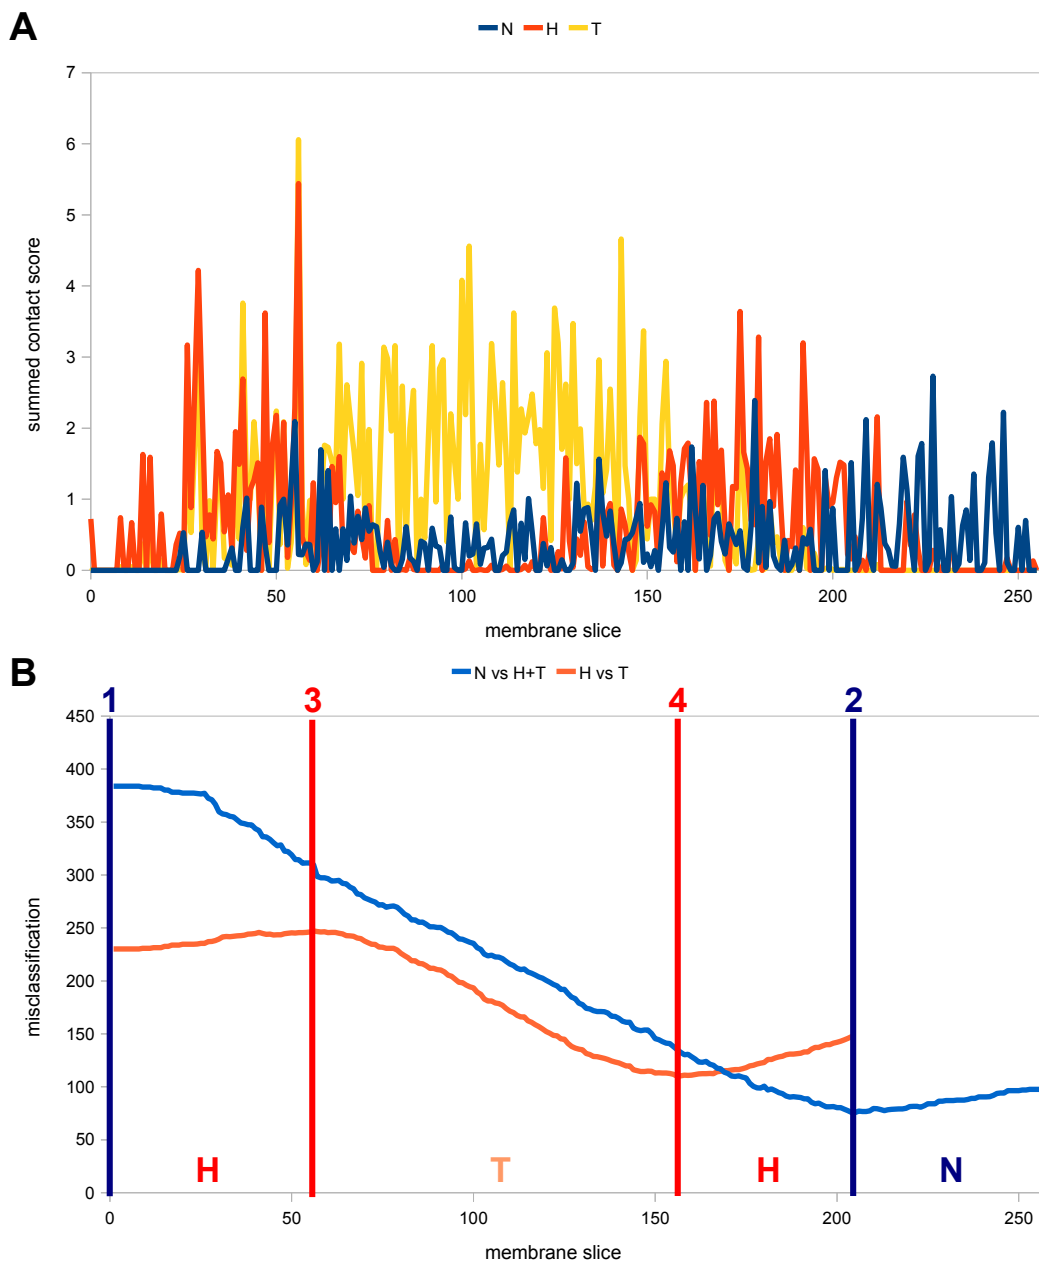 A
N H T
7
6
5
4
3
2
1
0
summed contact score
0 50 100 150 200 250
membrane slice
B
N vs H+T H vs T
1 3 4 2
450
400
350
300
250
200
150
100
50
0
misclassification
H T H N
0 50 100 150 200 250
membrane slice